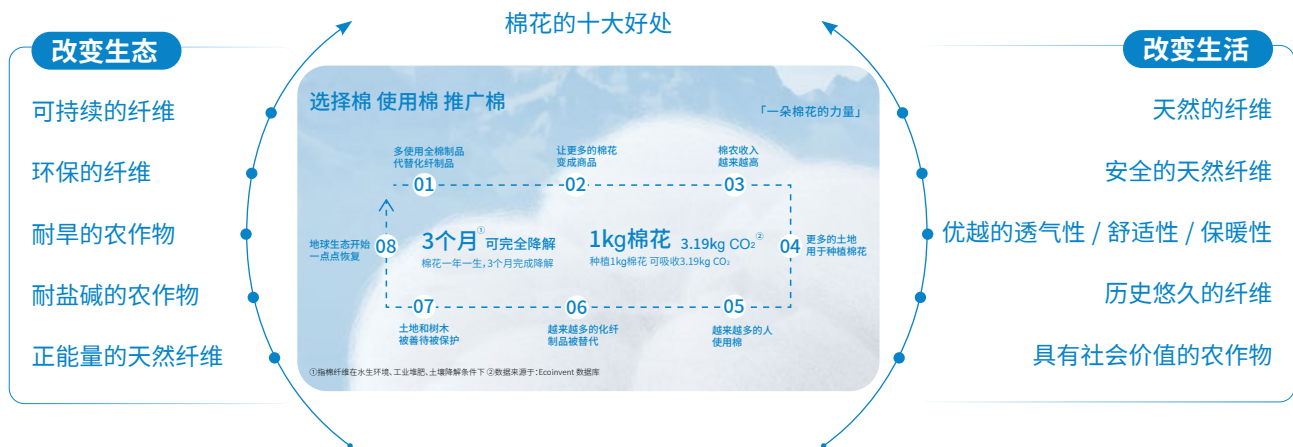 棉花的十大好处
改变生态
可持续的纤维
环保的纤维
耐旱的农作物
耐盐碱的农作物
正能量的天然纤维
选择棉 使用棉 推广棉
「一朵棉花的力量」
多使用全棉制品
代替化纤制品
01
让更多的棉花
变成商品
02
棉农收入
越来越高
03
04
更多的土地
用于种植棉花
05
越来越多的人
使用棉
06
越来越多的化纤
制品被替代
07
土地和树木
被善待被保护
地球生态开始
一点点恢复
08
3个月① 可完全降解
棉花一年一生,3个月完成降解
1kg棉花 3.19kg CO₂②
种植1kg棉花 可吸收3.19kg CO₂
①指棉纤维在水生环境、工业堆肥、土壤降解条件下 ②数据来源于:Ecoinvent 数据库
改变生活
天然的纤维
安全的天然纤维
优越的透气性 / 舒适性 / 保暖性
历史悠久的纤维
具有社会价值的农作物